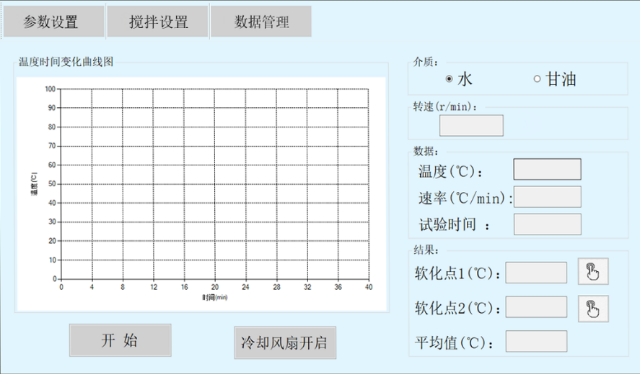 参数设置 搅拌设置 数据管理
温度时间变化曲线图
100
90
80
70
60
50
40
30
20
10
0
温度(℃)
0 4 8 12 16 20 24 28 32 36 40
时间(min)
开 始
冷却风扇开启
介质:
水 甘油
转速(r/min):
数据:
温度(℃):
速率(℃/min):
试验时间 :
结果:
软化点1(℃):
软化点2(℃):
平均值(℃):